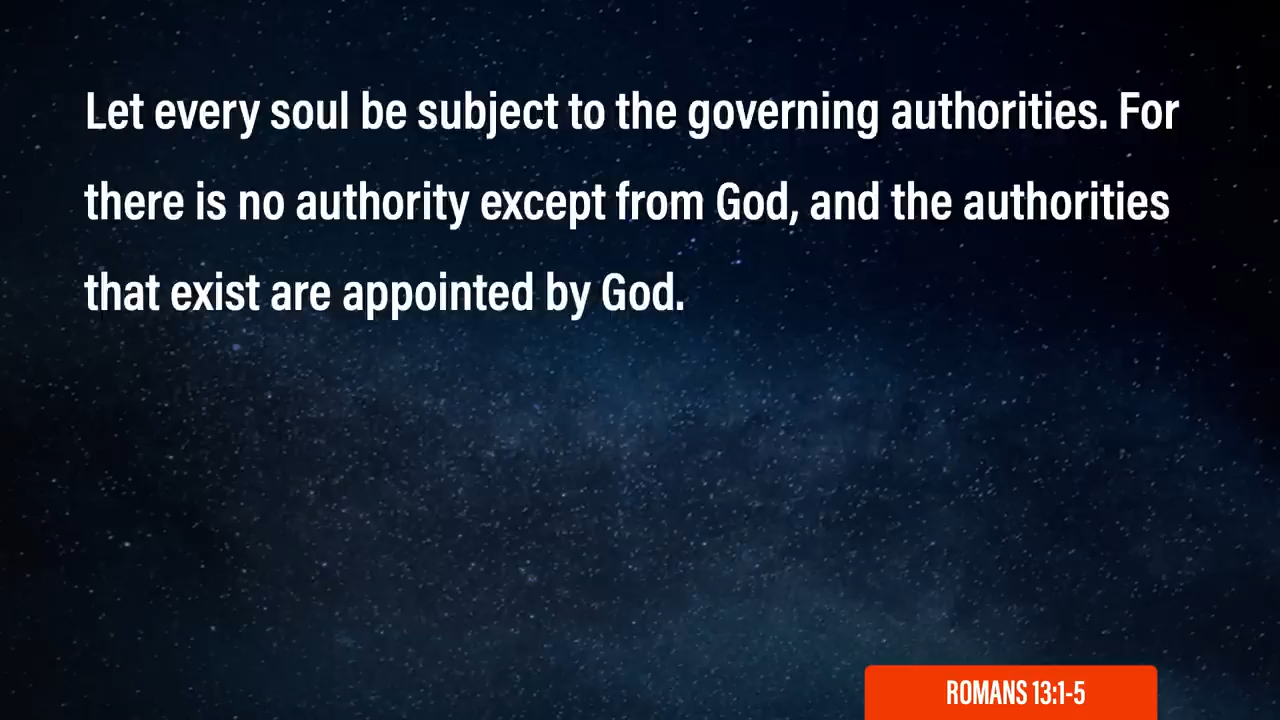 Let every soul be subject to the governing authorities. For
there is no authority except from God, and the authorities
that exist are appointed by God.
ROMANS 13:1-5